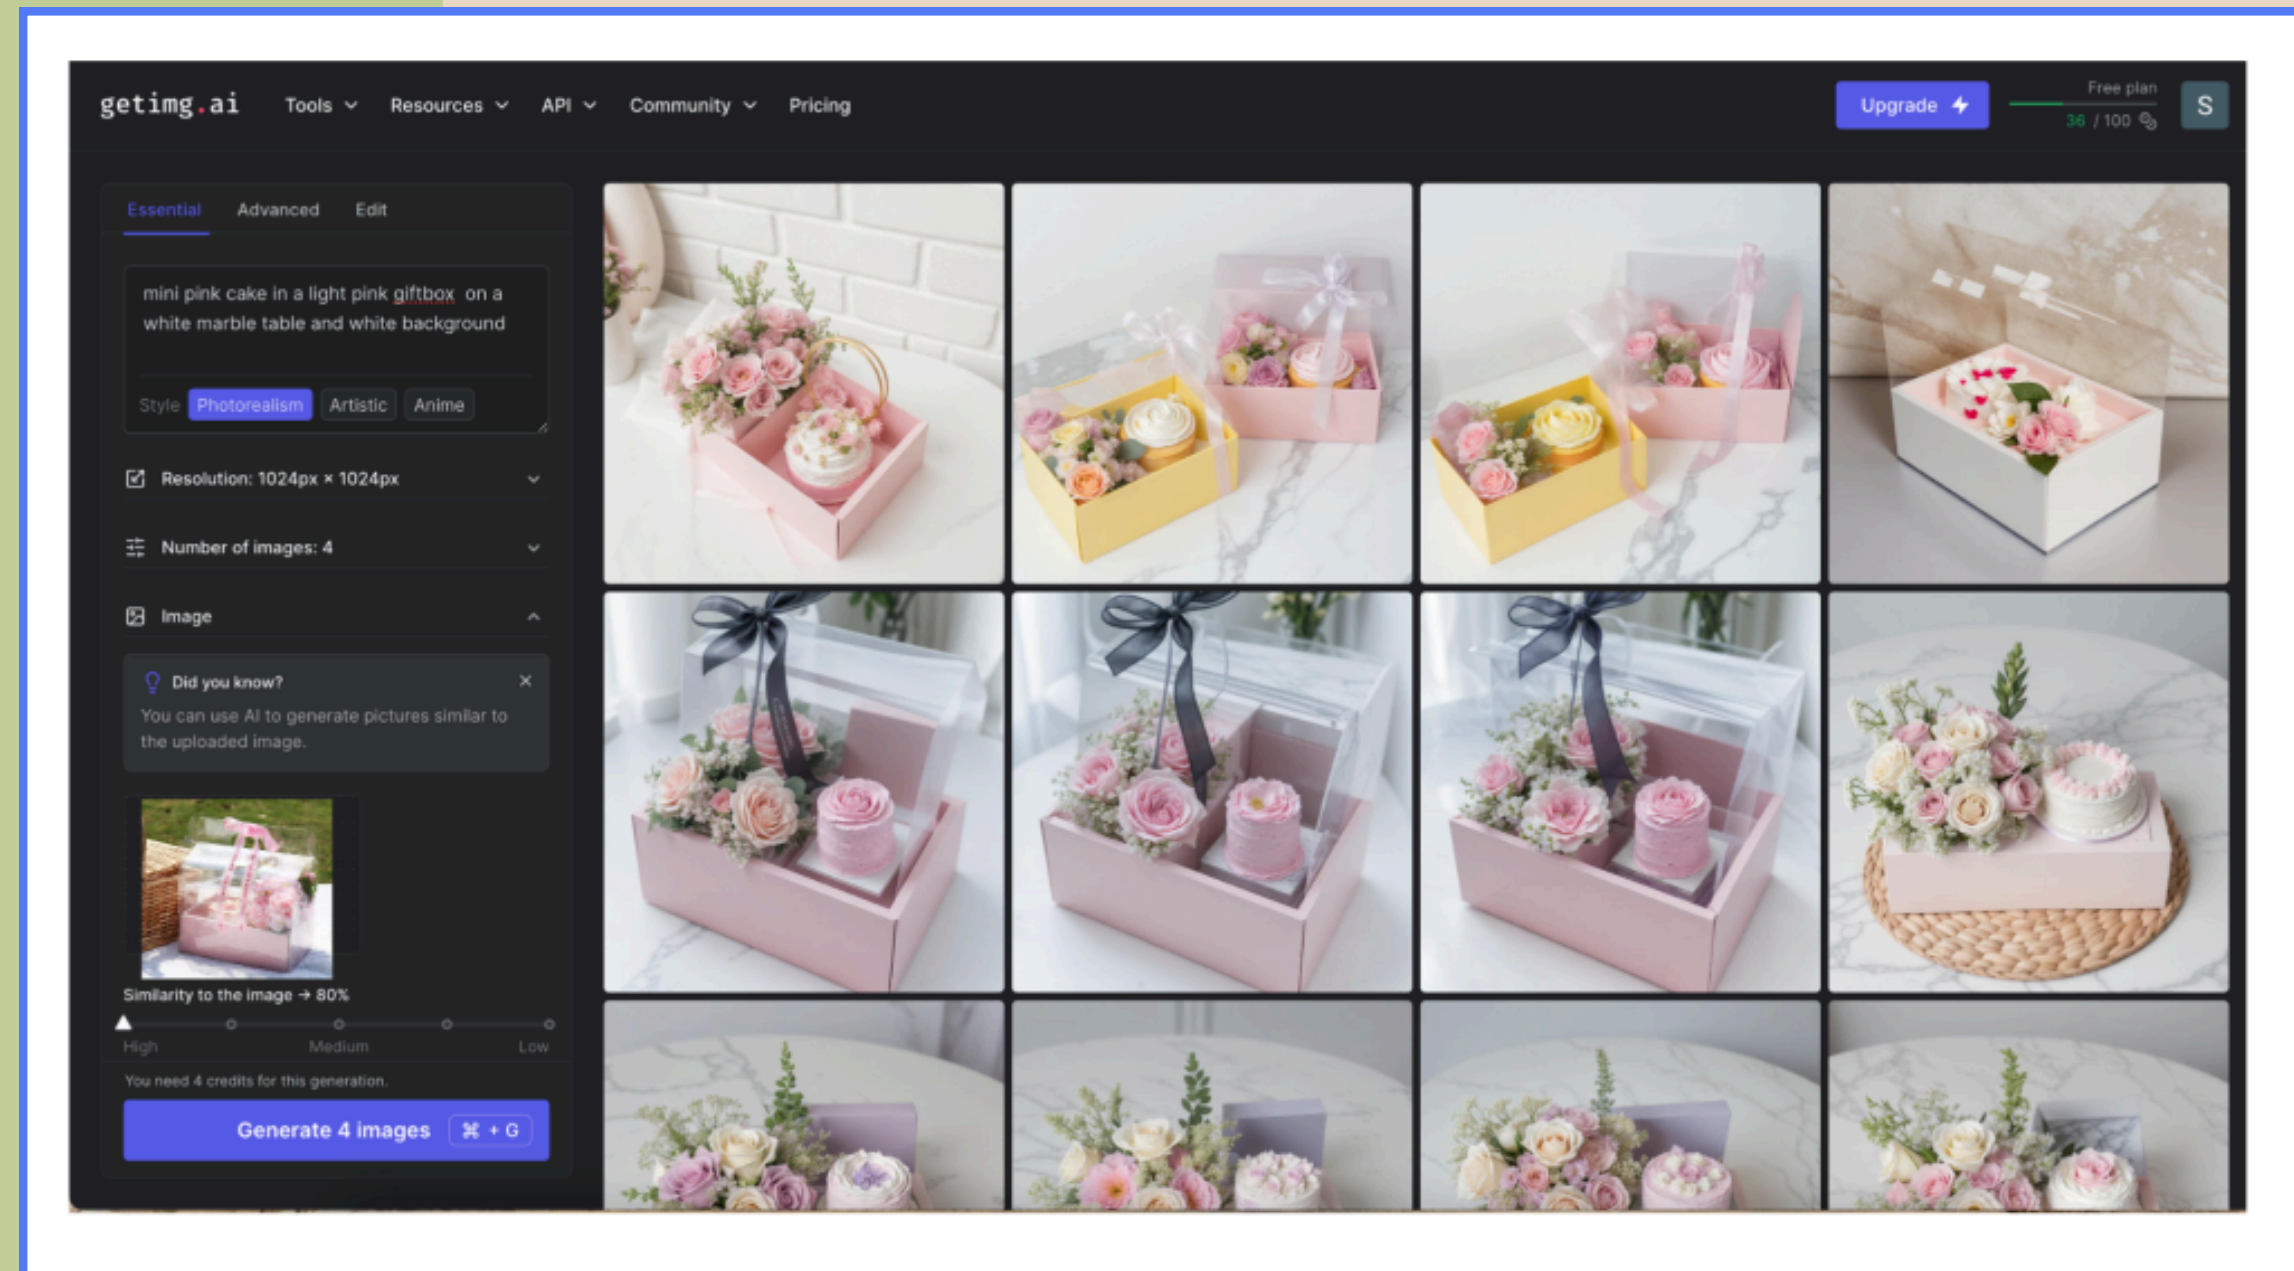 getimg.ai Tools Resources API Community Pricing Upgrade Free plan
36 / 100 S
Essential Advanced Edit
mini pink cake in a light pink giftbox on a
white marble table and white background
Style Photorealism Artistic Anime
Resolution: 1024px × 1024px
Number of images: 4
Image
Did you know?
You can use AI to generate pictures similar to
the uploaded image.
Similarity to the image → 80%
High Medium Low
You need 4 credits for this generation.
Generate 4 images ⌘ + G